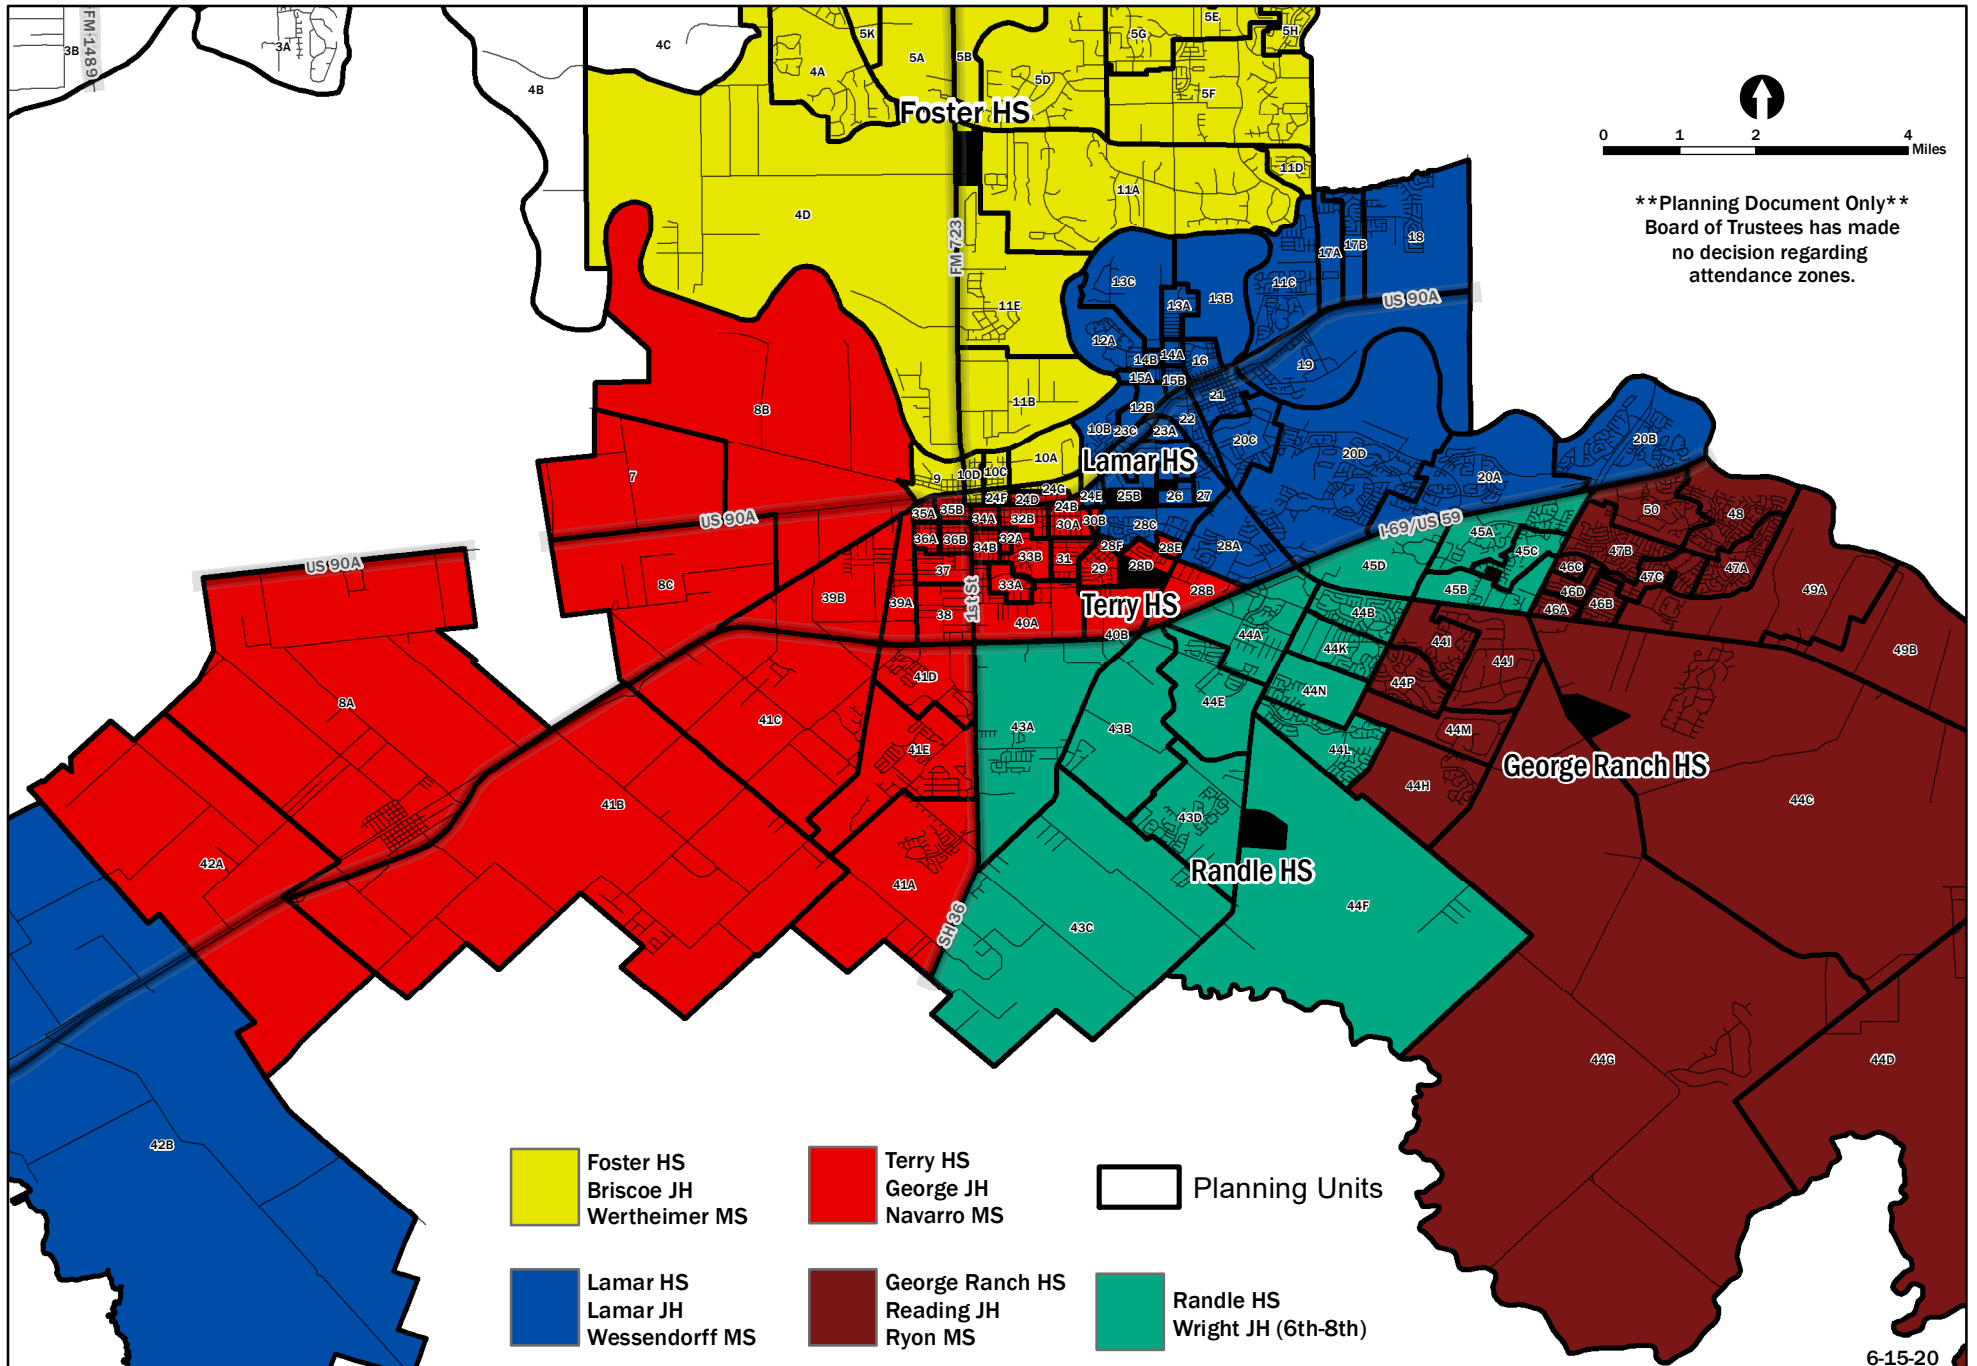 FM 1489
3B
3A
4C
4B
4A
5K
5A
5B
5D
5G
5E
5H
5F
Foster HS
11D
11A
4D
FM 723
11E
11B
0 1 2 4
Miles
**Planning Document Only**
Board of Trustees has made
no decision regarding
attendance zones.
17A
17B
18
11C
13C
13A
13B
US 90A
12A
14B
14A
16
15A
15B
19
21
12B
22
10B
23C
23A
20C
20D
20B
20A
Lamar HS
8B
7
9
10D
10C
10A
24G
24F
24D
24E
25B
26
27
24B
US 90A
35A
35B
34A
32B
30A
30B
28C
28A
I-69/US 59
36A
36B
34B
32A
33B
31
28F
28E
29
28D
37
33A
28B
Terry HS
US 90A
8C
39B
39A
38
1st St
40A
40B
45A
45C
45D
45B
50
48
47B
47A
47C
46C
46D
46A
46B
49A
49B
44B
44A
44K
44I
44J
44P
44N
44E
44M
44L
44H
George Ranch HS
44C
8A
41C
41D
41E
43A
43B
43D
41B
42A
41A
Randle HS
44F
43C
SH 36
44G
44D
42B
Foster HS
Briscoe JH
Wertheimer MS
Terry HS
George JH
Navarro MS
Planning Units
Lamar HS
Lamar JH
Wessendorff MS
George Ranch HS
Reading JH
Ryon MS
Randle HS
Wright JH (6th-8th)
6-15-20